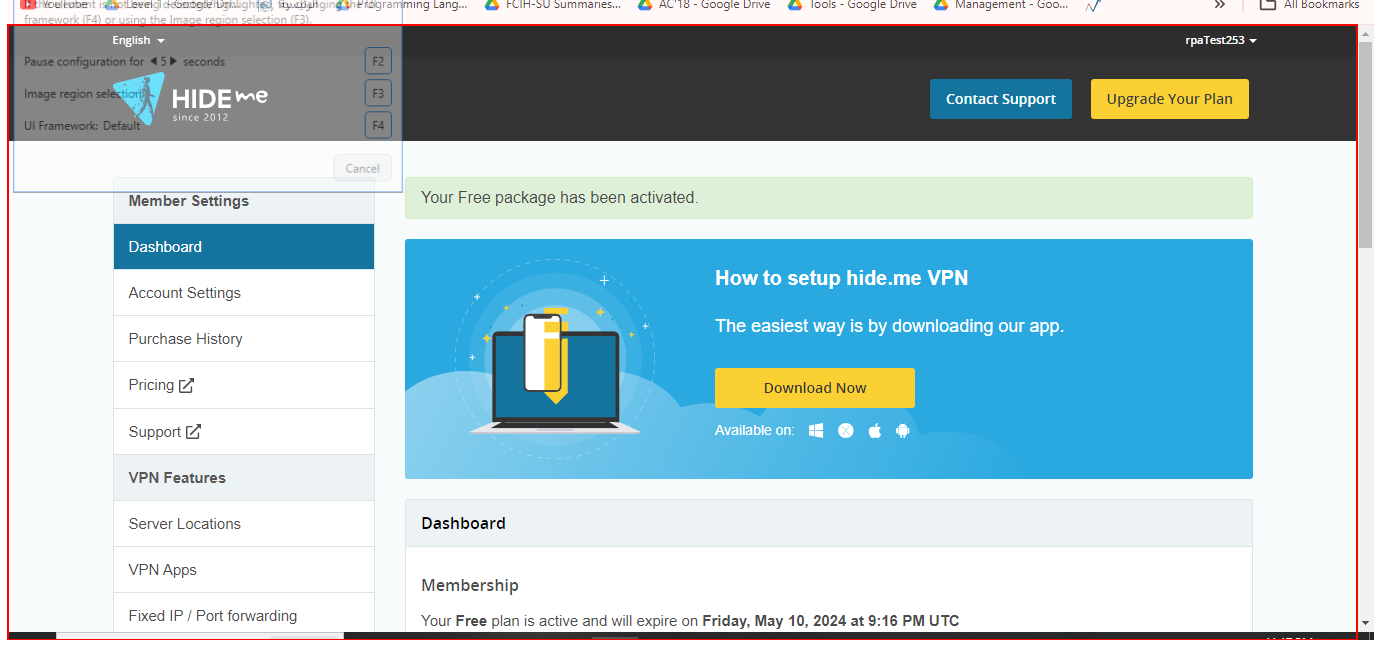 YouTube
Programming Lang...
FCIH-SU Summaries...
AC'18 - Google Drive
Tools - Google Drive
Management - Goo...
All Bookmarks
framework (F4) or using the Image region selection (F3).
English
rpaTest253
Pause configuration for 5 seconds
F2
Image region selection
F3
HIDE me
since 2012
UI Framework: Default
F4
Contact Support
Upgrade Your Plan
Cancel
Member Settings
Your Free package has been activated.
Dashboard
How to setup hide.me VPN
Account Settings
The easiest way is by downloading our app.
Purchase History
Pricing
Download Now
Support
Available on:
VPN Features
Server Locations
Dashboard
VPN Apps
Membership
Fixed IP / Port forwarding
Your Free plan is active and will expire on Friday, May 10, 2024 at 9:16 PM UTC